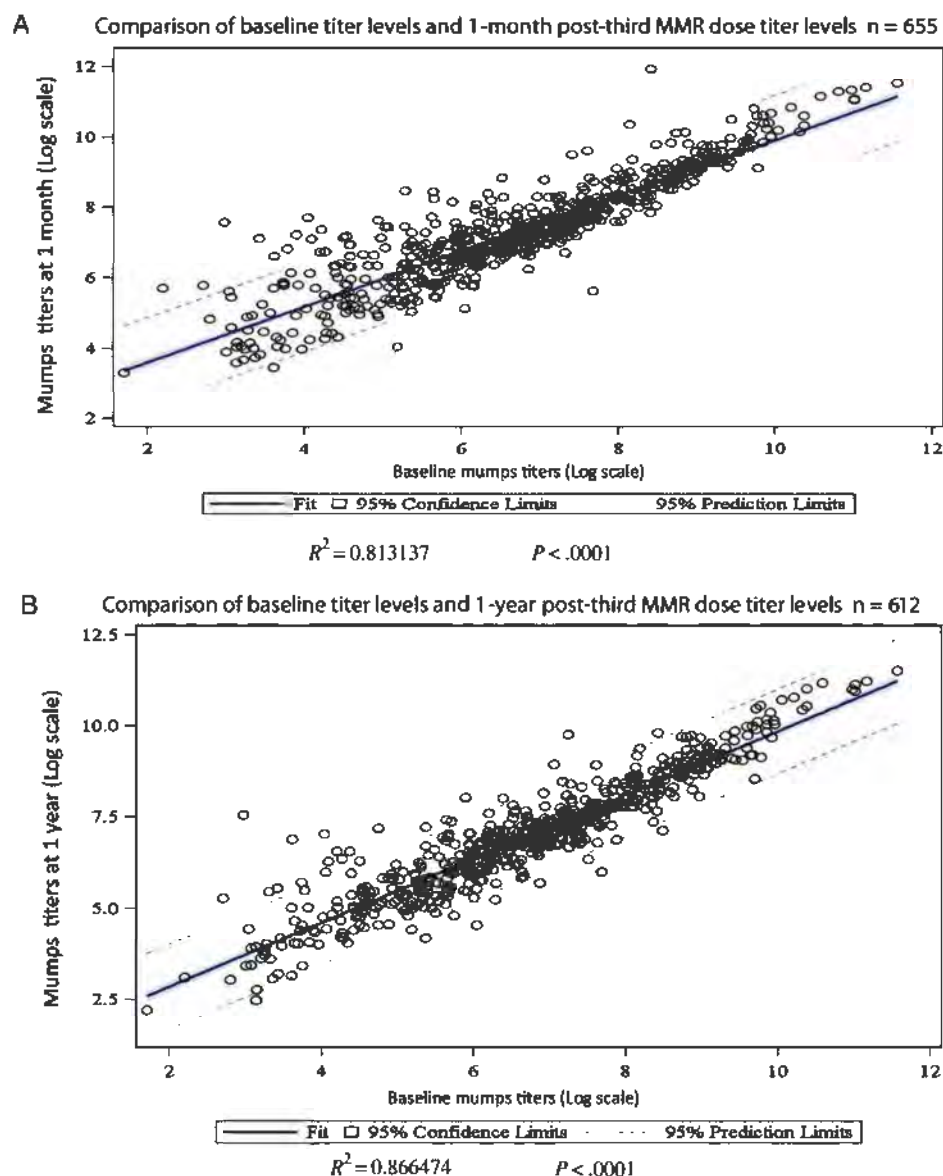 A
Comparison of baseline titer levels and 1-month post-third MMR dose titer levels n = 655
12
10
8
6
4
2
Mumps titers at 1 month (Log scale)
2 4 6 8 10 12
Baseline mumps titers (Log scale)
Fit 95% Confidence Limits 95% Prediction Limits
R² = 0.813137 P < .0001
B
Comparison of baseline titer levels and 1-year post-third MMR dose titer levels n = 612
12.5
10.0
7.5
5.0
2.5
Mumps titers at 1 year (Log scale)
2 4 6 8 10 12
Baseline mumps titers (Log scale)
Fit 95% Confidence Limits 95% Prediction Limits
R² = 0.866474 P < .0001